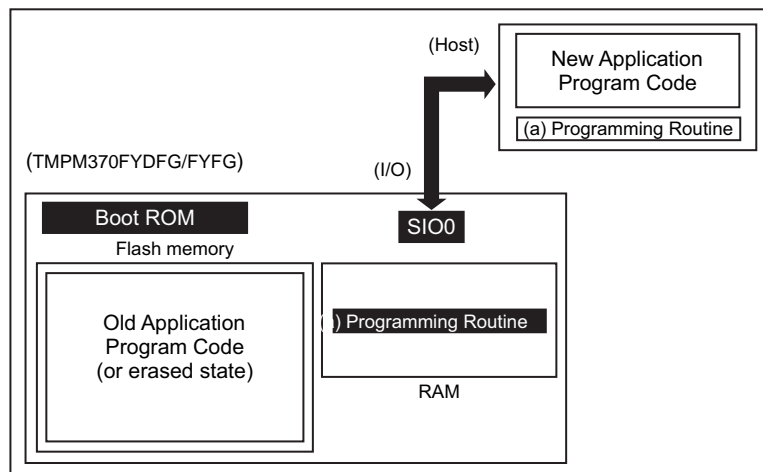 (Host)
New Application
Program Code
(a) Programming Routine
(TMPM370FYDFG/FYFG)
(I/O)
Boot ROM
SIO0
Flash memory
Old Application
Program Code
(or erased state)
(a) Programming Routine
RAM